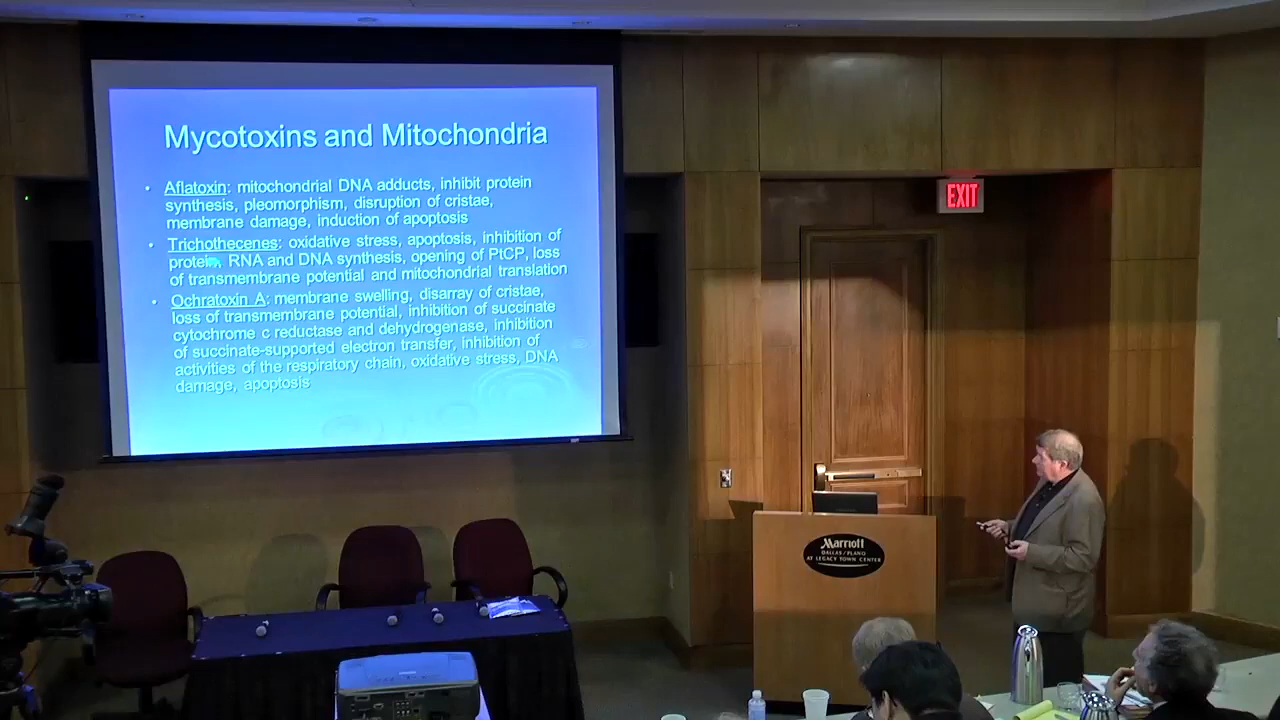 Mycotoxins and Mitochondria
• Aflatoxin: mitochondrial DNA adducts, inhibit protein
synthesis, pleomorphism, disruption of cristae,
membrane damage, induction of apoptosis
• Trichothecenes: oxidative stress, apoptosis, inhibition of
protein, RNA and DNA synthesis, opening of PtCP, loss
of transmembrane potential and mitochondrial translation
• Ochratoxin A: membrane swelling, disarray of cristae,
loss of transmembrane potential, inhibition of succinate
cytochrome c reductase and dehydrogenase, inhibition
of succinate-supported electron transfer, inhibition of
activities of the respiratory chain, oxidative stress, DNA
damage, apoptosis
EXIT
Marriott
DALLAS/PLANO
AT LEGACY TOWN CENTER